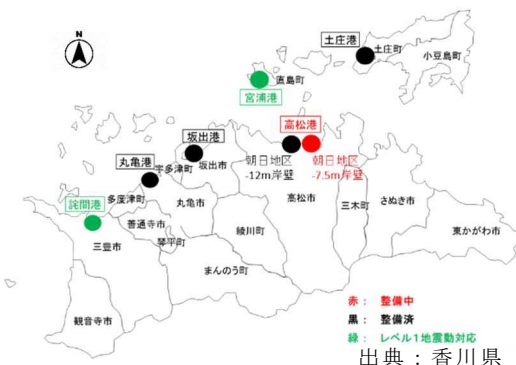 N
土庄港
土庄町
小豆島町
直島町
宮浦港
高松港
坂出港
朝日地区
-12m岸壁
朝日地区
-7.5m岸壁
丸亀港
宇多津町
坂出市
詫間港
多度津町
丸亀市
高松市
三木町
さぬき市
善通寺市
綾川町
東かがわ市
三豊市
琴平町
まんのう町
観音寺市
赤： 整備中
黒： 整備済
緑： レベル1地震動対応
出典：香川県